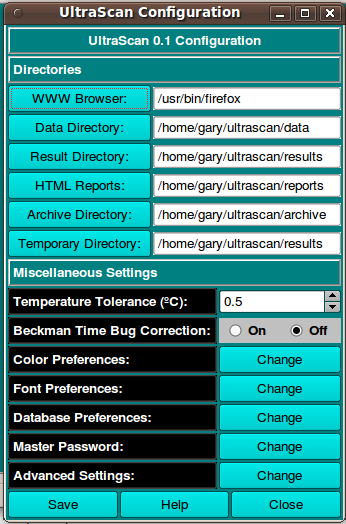 UltraScan Configuration
UltraScan 0.1 Configuration
Directories
WWW Browser: /usr/bin/firefox
Data Directory: /home/gary/ultrascan/data
Result Directory: /home/gary/ultrascan/results
HTML Reports: /home/gary/ultrascan/reports
Archive Directory: /home/gary/ultrascan/archive
Temporary Directory: /home/gary/ultrascan/results
Miscellaneous Settings
Temperature Tolerance (ºC): 0.5
Beckman Time Bug Correction: On Off
Color Preferences: Change
Font Preferences: Change
Database Preferences: Change
Master Password: Change
Advanced Settings: Change
Save Help Close